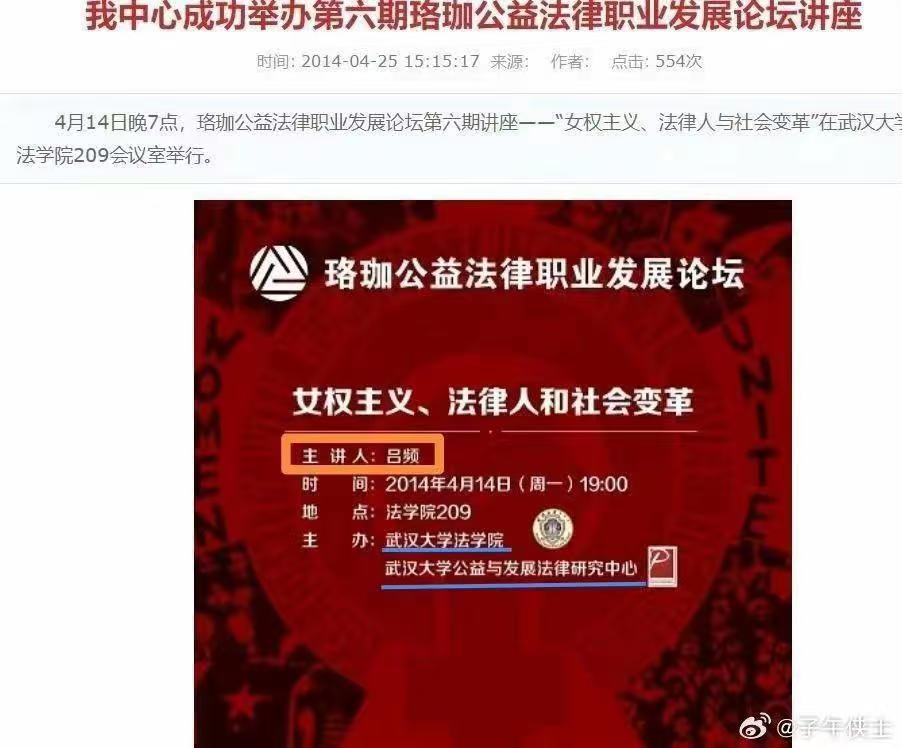 我中心成功举办第六期珞珈公益法律职业发展论坛讲座
时间: 2014-04-25 15:15:17 来源: 作者: 点击: 554次
4月14日晚7点，珞珈公益法律职业发展论坛第六期讲座——“女权主义、法律人与社会变革”在武汉大学
法学院209会议室举行。
珞珈公益法律职业发展论坛
WOMEN
UNITE
女权主义、法律人和社会变革
主 讲 人：吕频
时 间：2014年4月14日（周一）19:00
地 点：法学院209
主 办：武汉大学法学院
武汉大学公益与发展法律研究中心
@子午侠士